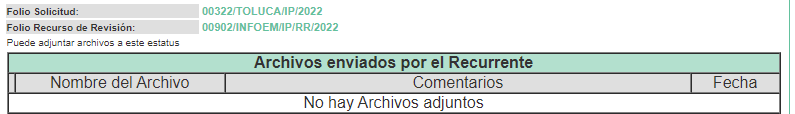 Folio Solicitud: 00322/TOLUCA/IP/2022
Folio Recurso de Revisión: 00902/INFOEM/IP/RR/2022
Puede adjuntar archivos a este estatus
Archivos enviados por el Recurrente
Nombre del Archivo Comentarios Fecha
No hay Archivos adjuntos